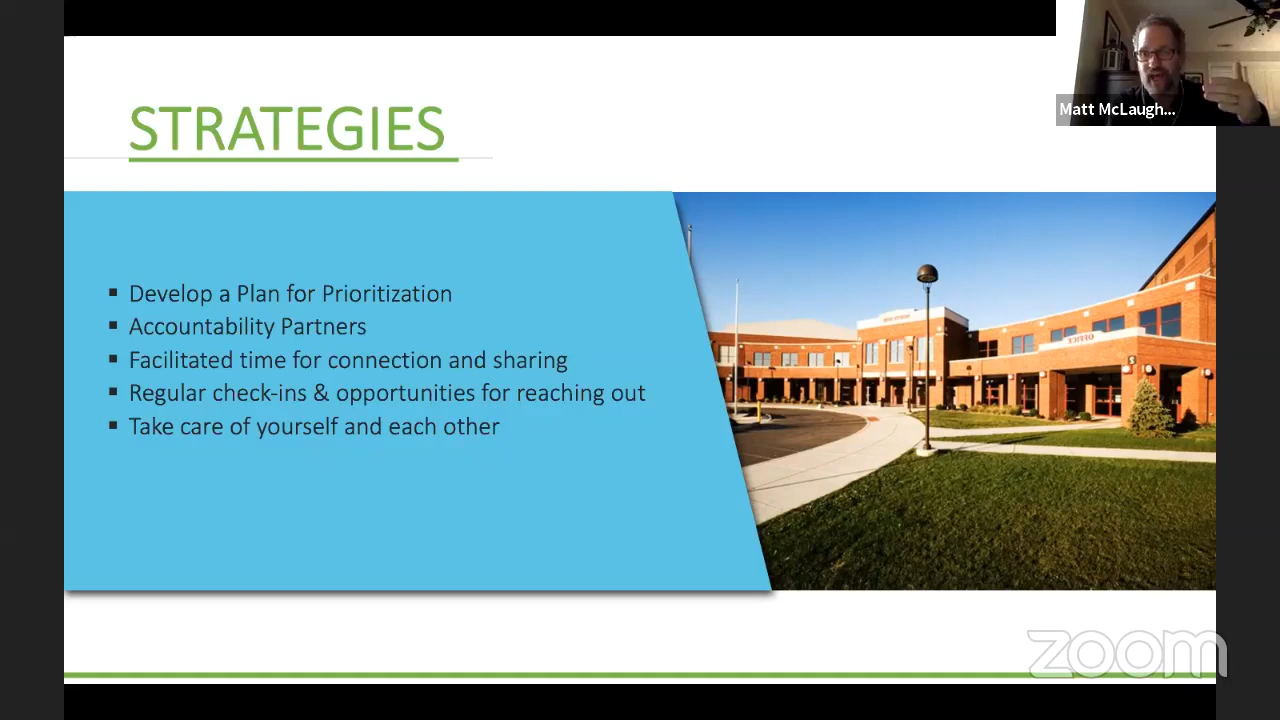 Matt McLaugh...
STRATEGIES
▪ Develop a Plan for Prioritization
▪ Accountability Partners
▪ Facilitated time for connection and sharing
▪ Regular check-ins & opportunities for reaching out
▪ Take care of yourself and each other
OFFICE
zoom